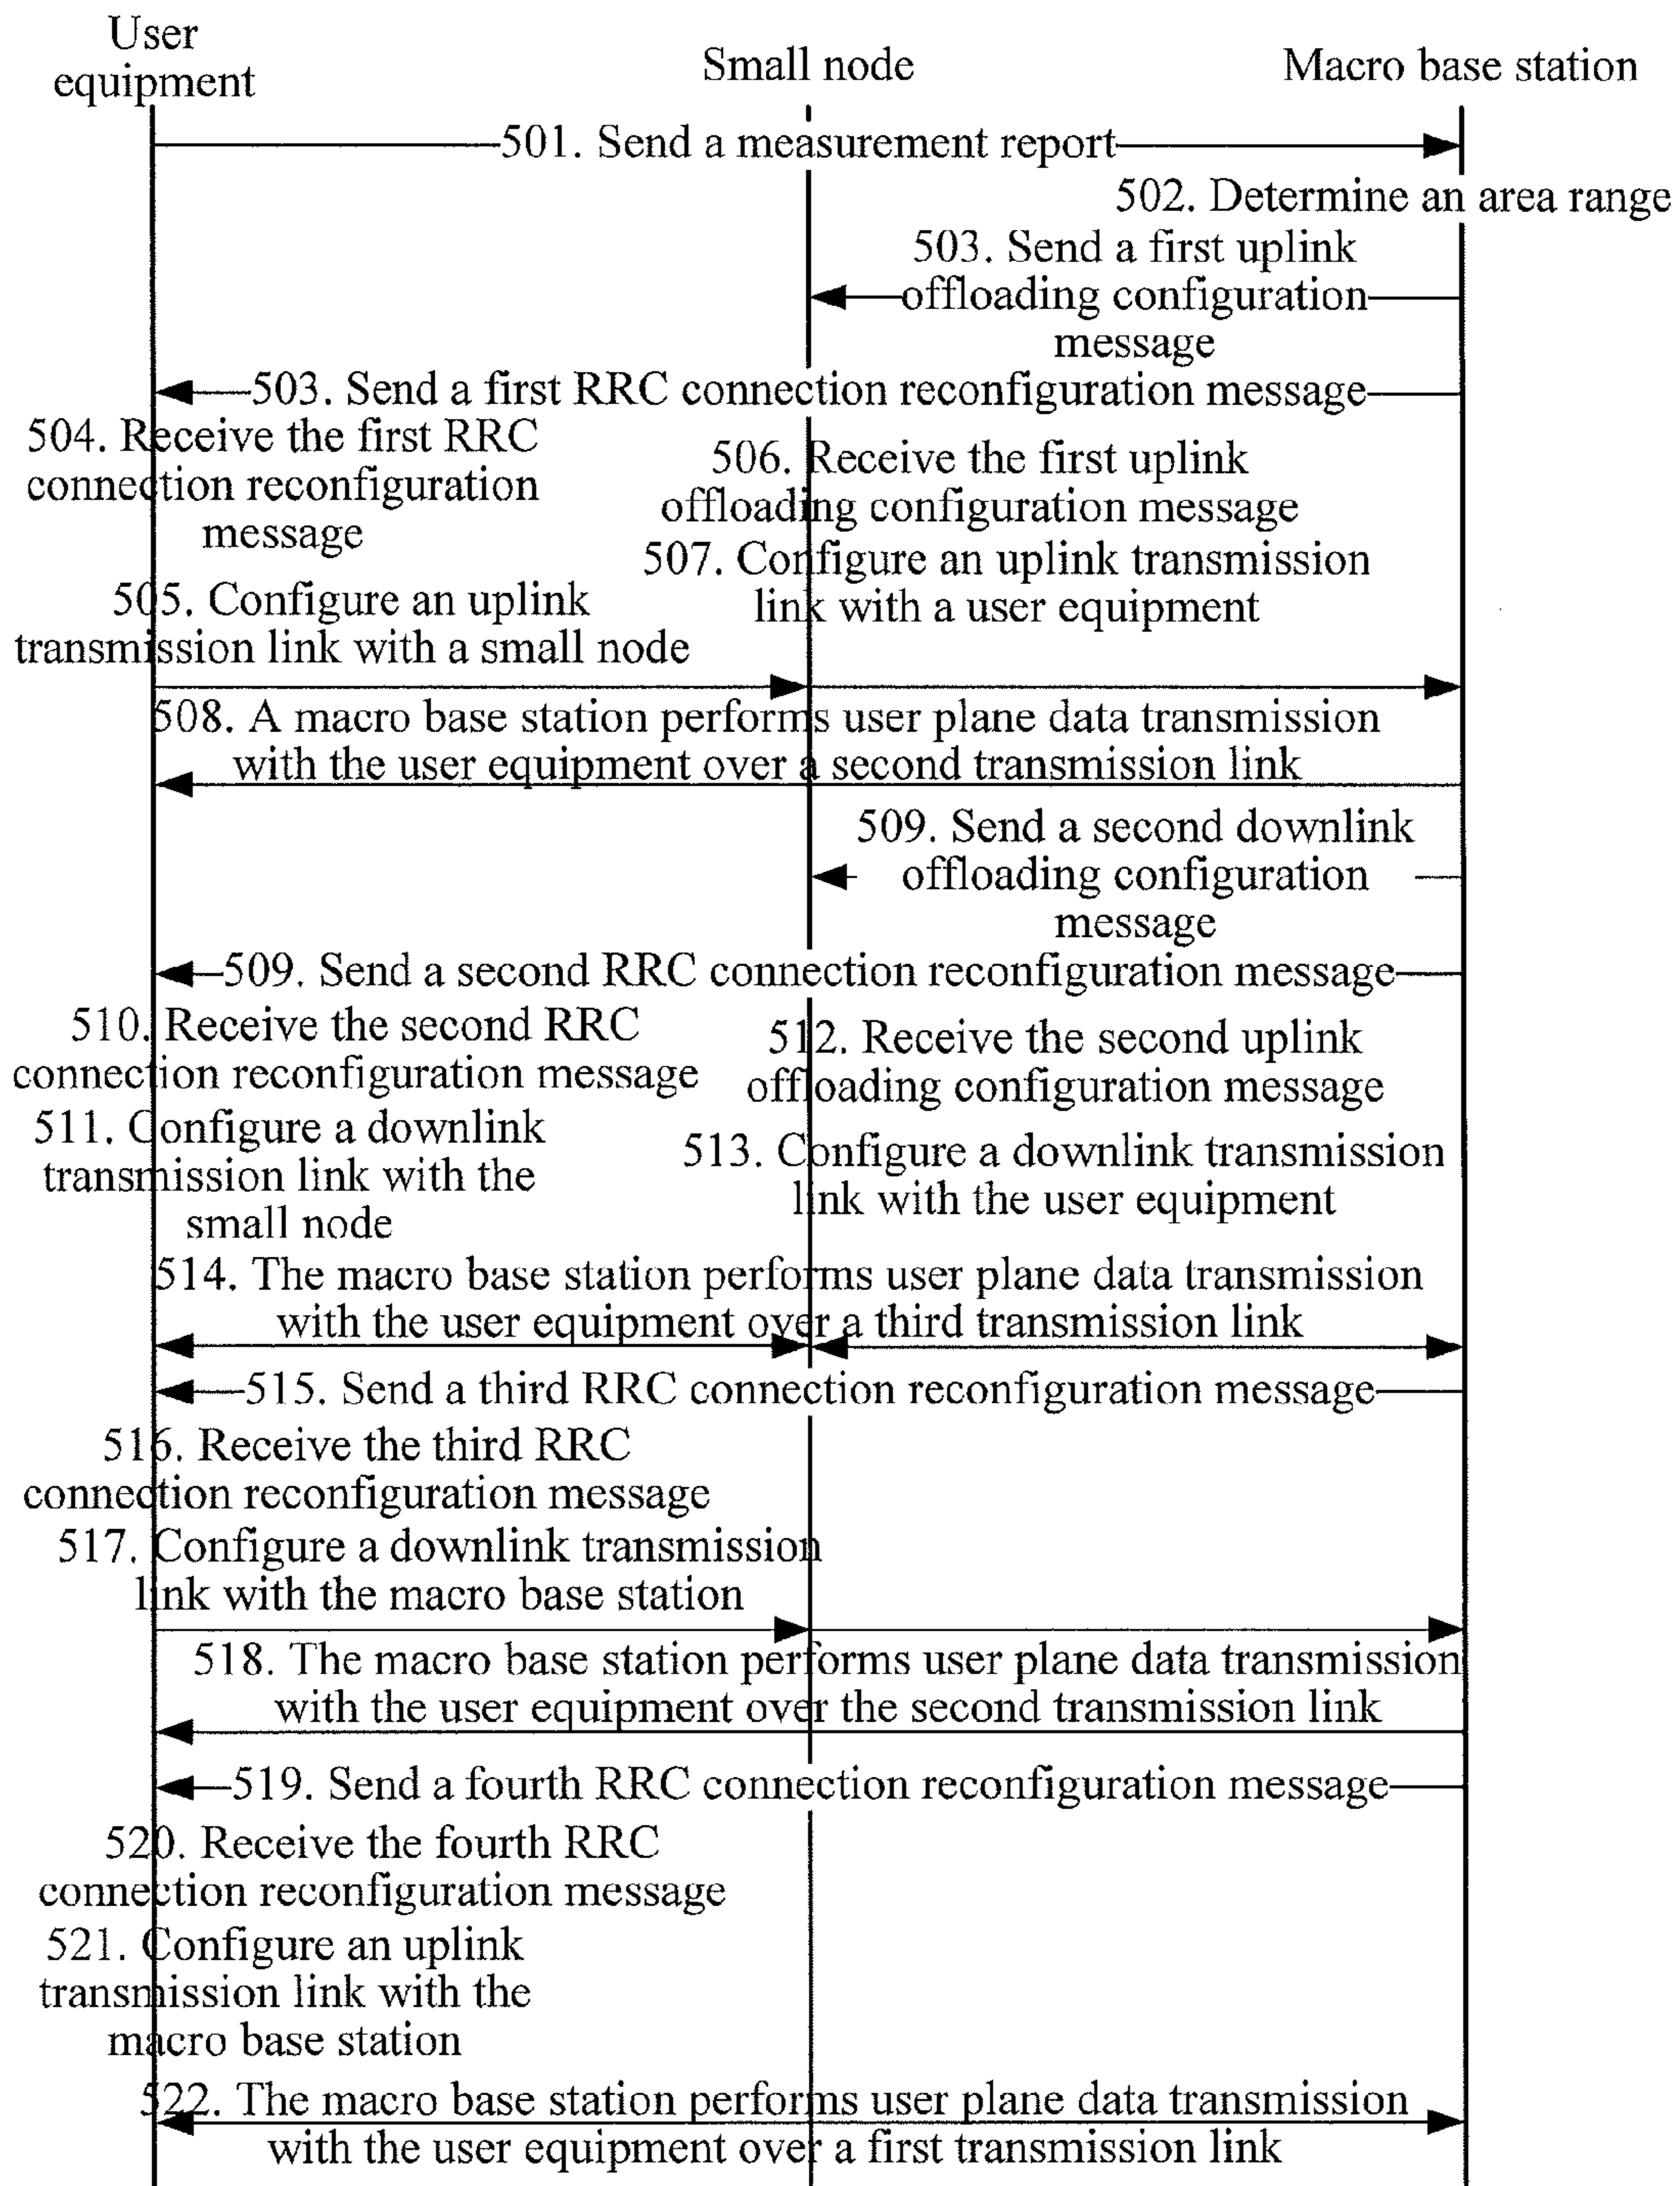 User
equipment
Small node
Macro base station
501. Send a measurement report
502. Determine an area range
503. Send a first uplink
offloading configuration
message
503. Send a first RRC connection reconfiguration message
504. Receive the first RRC
connection reconfiguration
message
506. Receive the first uplink
offloading configuration message
507. Configure an uplink transmission
link with a user equipment
505. Configure an uplink
transmission link with a small node
508. A macro base station performs user plane data transmission
with the user equipment over a second transmission link
509. Send a second downlink
offloading configuration
message
509. Send a second RRC connection reconfiguration message
510. Receive the second RRC
connection reconfiguration message
512. Receive the second uplink
offloading configuration message
511. Configure a downlink
transmission link with the
small node
513. Configure a downlink transmission
link with the user equipment
514. The macro base station performs user plane data transmission
with the user equipment over a third transmission link
515. Send a third RRC connection reconfiguration message
516. Receive the third RRC
connection reconfiguration message
517. Configure a downlink transmission
link with the macro base station
518. The macro base station performs user plane data transmission
with the user equipment over the second transmission link
519. Send a fourth RRC connection reconfiguration message
520. Receive the fourth RRC
connection reconfiguration message
521. Configure an uplink
transmission link with the
macro base station
522. The macro base station performs user plane data transmission
with the user equipment over a first transmission link